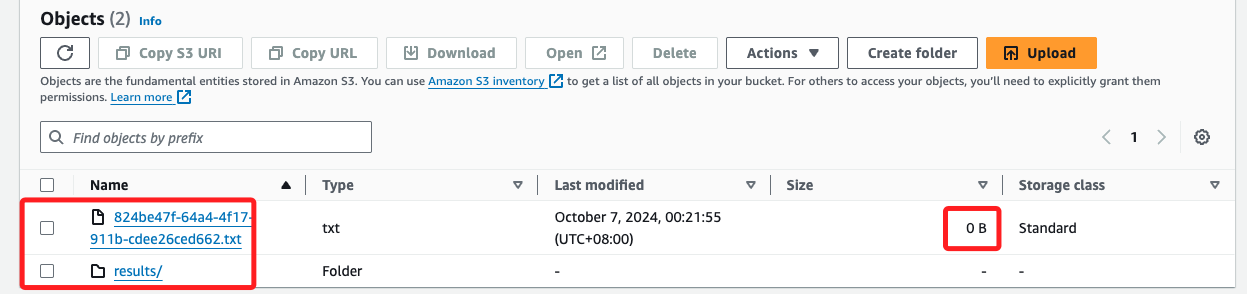 Objects (2) Info
Copy S3 URI Copy URL Download Open Delete Actions Create folder Upload
Objects are the fundamental entities stored in Amazon S3. You can use Amazon S3 inventory to get a list of all objects in your bucket. For others to access your objects, you'll need to explicitly grant them
permissions. Learn more
Find objects by prefix
1
Name Type Last modified Size Storage class
824be47f-64a4-4f17-
911b-cdee26ced662.txt
txt
October 7, 2024, 00:21:55
(UTC+08:00)
0 B
Standard
results/ Folder - - -